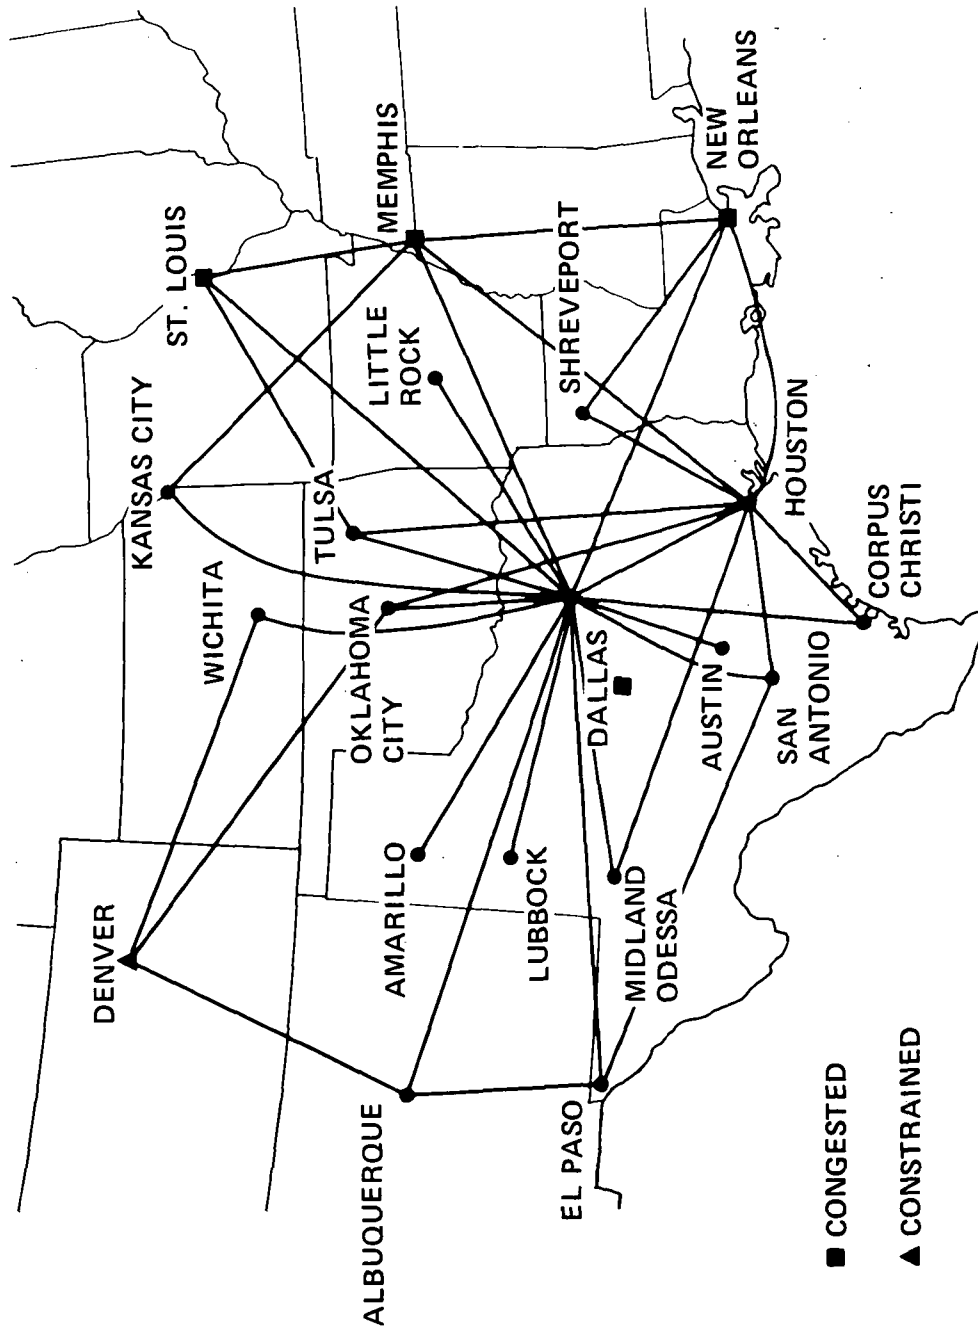 DENVER
KANSAS CITY
ST. LOUIS
WICHITA
ALBUQUERQUE
AMARILLO
OKLAHOMA
CITY
TULSA
LITTLE
ROCK
MEMPHIS
LUBBOCK
DALLAS
SHREVEPORT
EL PASO
MIDLAND
ODESSA
AUSTIN
NEW
ORLEANS
SAN
ANTONIO
HOUSTON
CORPUS
CHRISTI
CONGESTED
CONSTRAINED